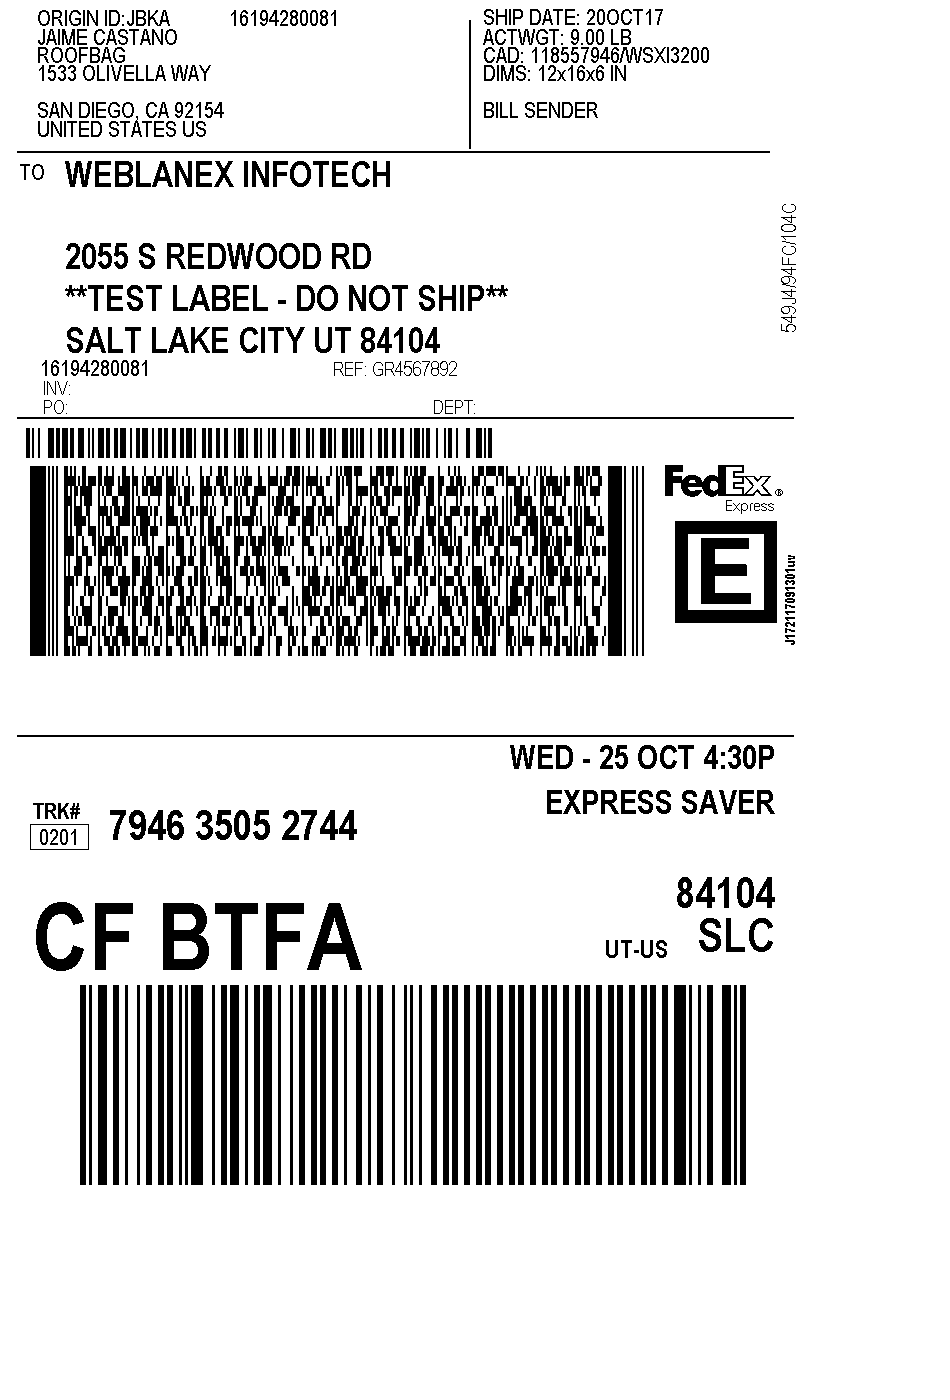 ORIGIN ID:JBKA 16194280081
JAIME CASTANO
ROOFBAG
1533 OLIVELLA WAY
SAN DIEGO, CA 92154
UNITED STATES US
SHIP DATE: 20OCT17
ACTWGT: 9.00 LB
CAD: 118557946/WSXI3200
DIMS: 12x16x6 IN
BILL SENDER
TO WEBLANEX INFOTECH
2055 S REDWOOD RD
**TEST LABEL - DO NOT SHIP**
SALT LAKE CITY UT 84104
16194280081 REF: GR4567892
INV:
PO: DEPT:
549J4/94FC/104C
FedEx®
Express
E
J172117091301uv
WED - 25 OCT 4:30P
EXPRESS SAVER
TRK#
0201 7946 3505 2744
84104
CF BTFA UT-US SLC